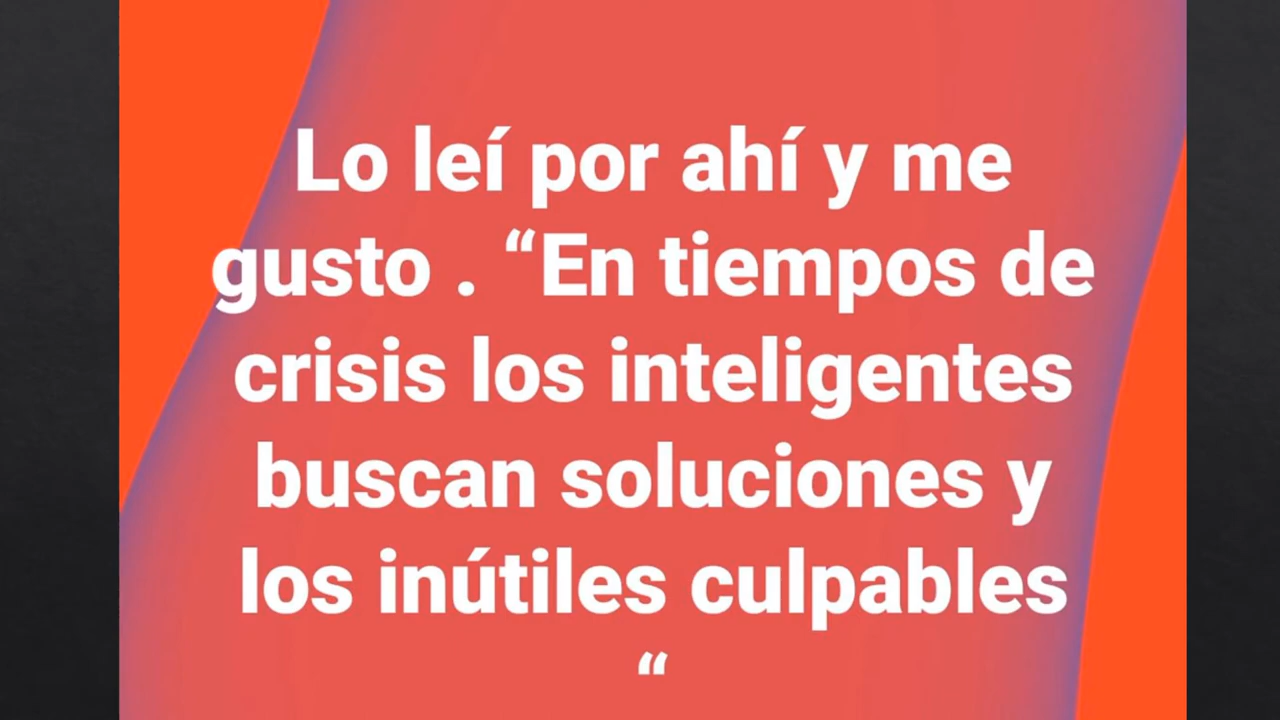 Lo leí por ahí y me
gusto . “En tiempos de
crisis los inteligentes
buscan soluciones y
los inútiles culpables
“